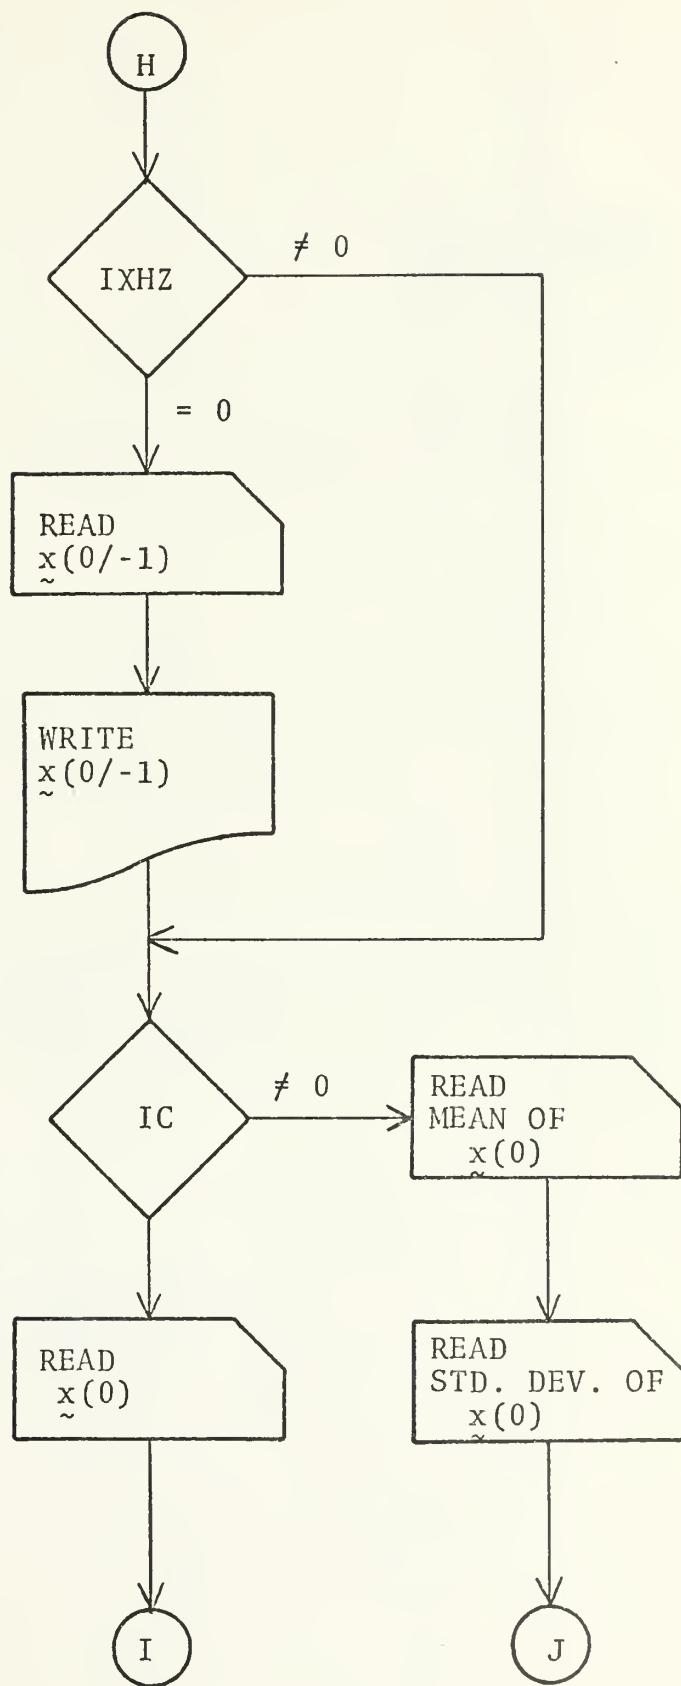 H
IXHZ
≠ 0
= 0
READ
x̰(0/-1)
WRITE
x̰(0/-1)
IC
≠ 0
READ
MEAN OF
x̰(0)
READ
x̰(0)
READ
STD. DEV. OF
x̰(0)
I
J